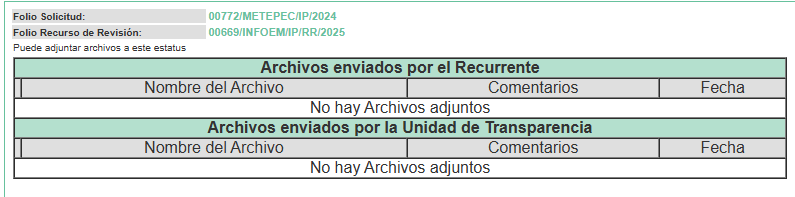 Folio Solicitud: 00772/METEPEC/IP/2024
Folio Recurso de Revisión: 00669/INFOEM/IP/RR/2025
Puede adjuntar archivos a este estatus
Archivos enviados por el Recurrente
Nombre del Archivo Comentarios Fecha
No hay Archivos adjuntos
Archivos enviados por la Unidad de Transparencia
Nombre del Archivo Comentarios Fecha
No hay Archivos adjuntos